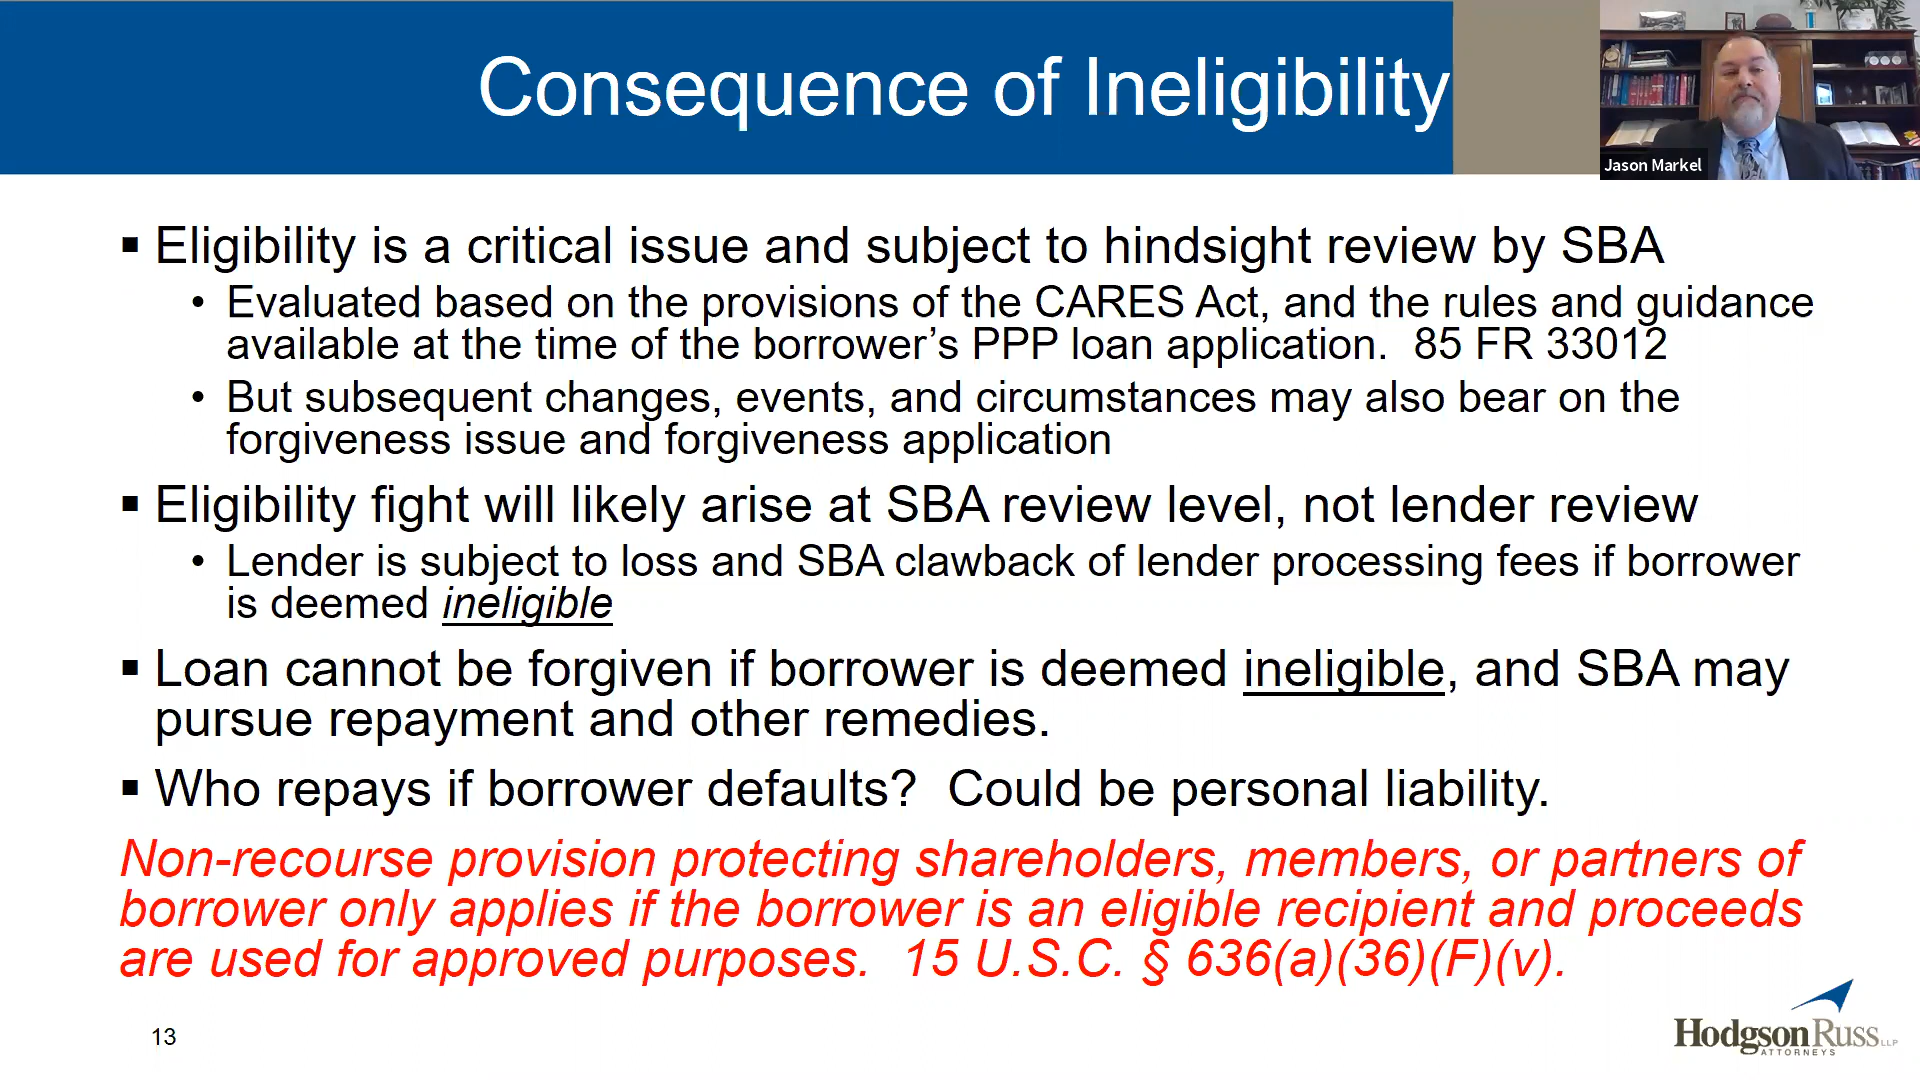 Consequence of Ineligibility
Jason Markel
▪ Eligibility is a critical issue and subject to hindsight review by SBA
• Evaluated based on the provisions of the CARES Act, and the rules and guidance
available at the time of the borrower’s PPP loan application.  85 FR 33012
• But subsequent changes, events, and circumstances may also bear on the
forgiveness issue and forgiveness application
▪ Eligibility fight will likely arise at SBA review level, not lender review
• Lender is subject to loss and SBA clawback of lender processing fees if borrower
is deemed ineligible
▪ Loan cannot be forgiven if borrower is deemed ineligible, and SBA may
pursue repayment and other remedies.
▪ Who repays if borrower defaults?  Could be personal liability.
Non-recourse provision protecting shareholders, members, or partners of
borrower only applies if the borrower is an eligible recipient and proceeds
are used for approved purposes.  15 U.S.C. § 636(a)(36)(F)(v).
13
HodgsonRuss LLP
ATTORNEYS